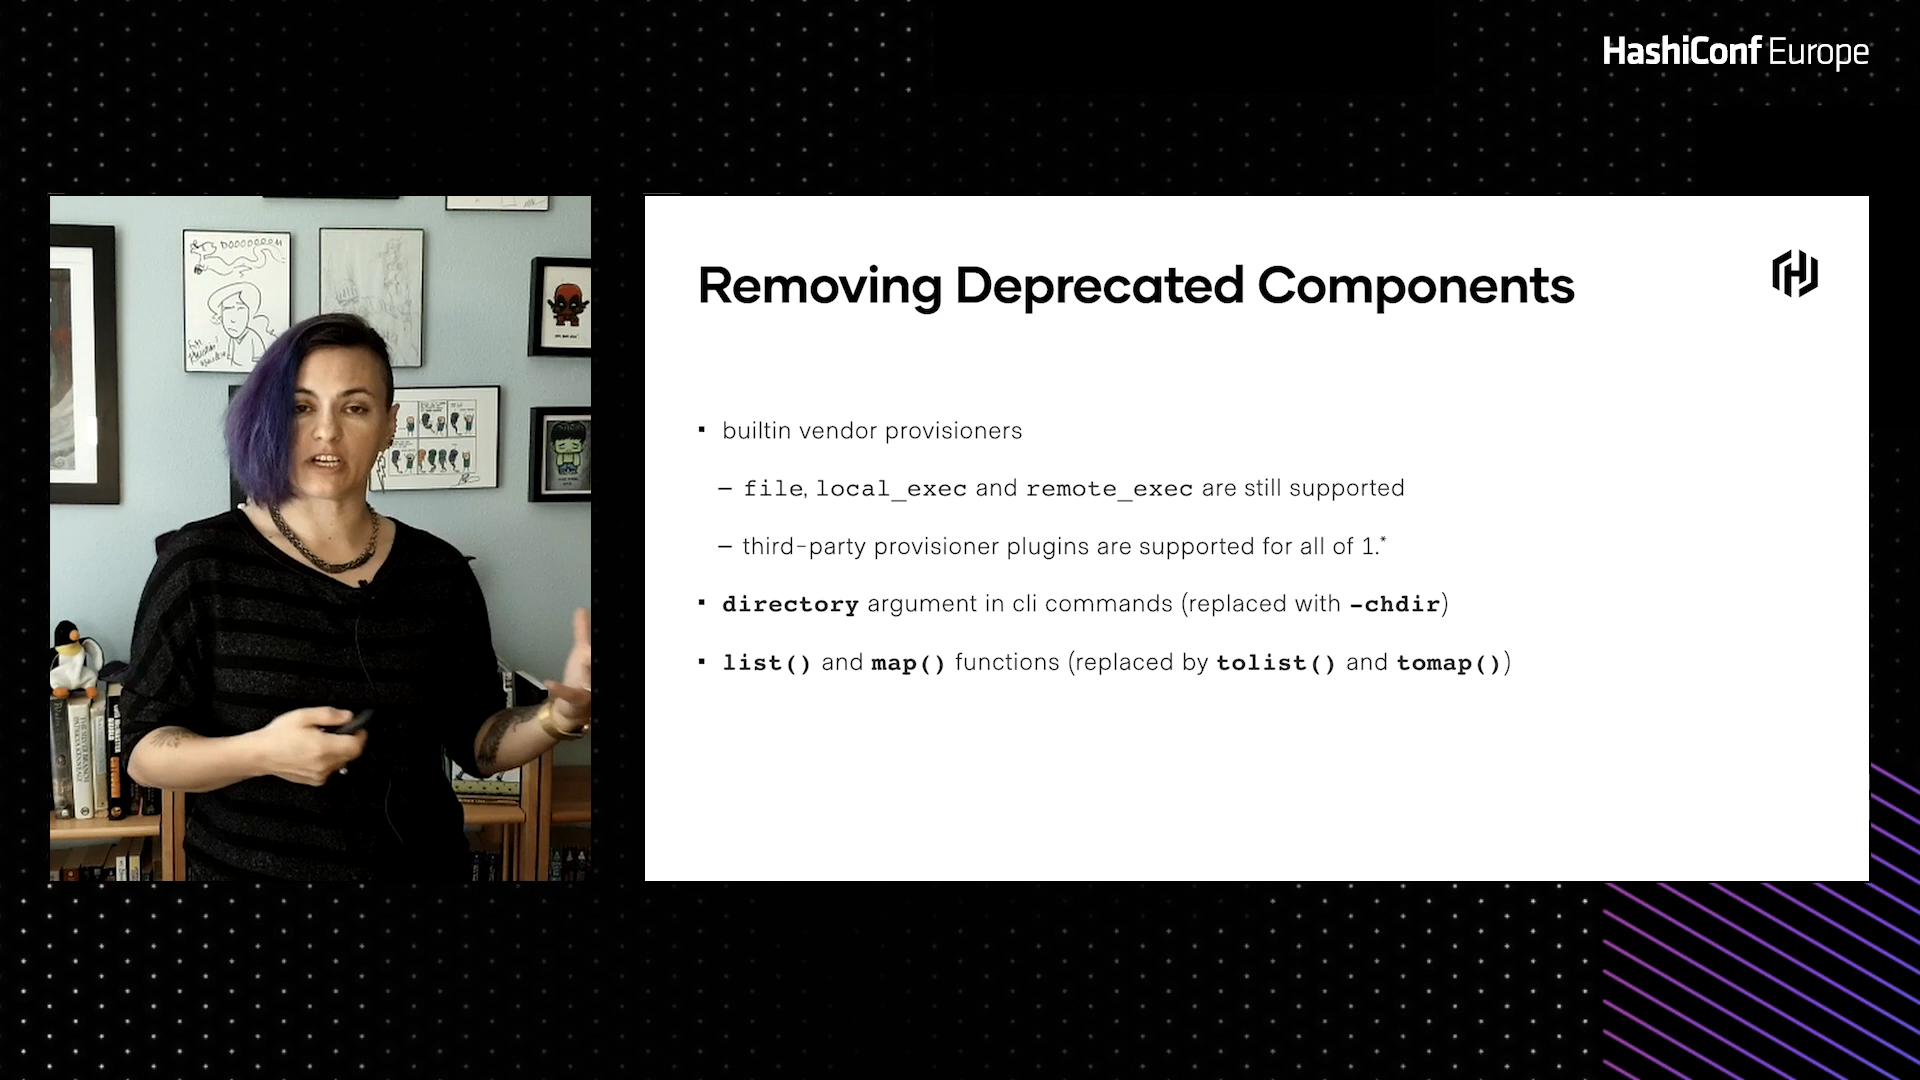 HashiConf Europe
DOOOOOOOM
Removing Deprecated Components
▪ builtin vendor provisioners
– file, local_exec and remote_exec are still supported
– third-party provisioner plugins are supported for all of 1.*
▪ directory argument in cli commands (replaced with -chdir)
▪ list() and map() functions (replaced by tolist() and tomap())